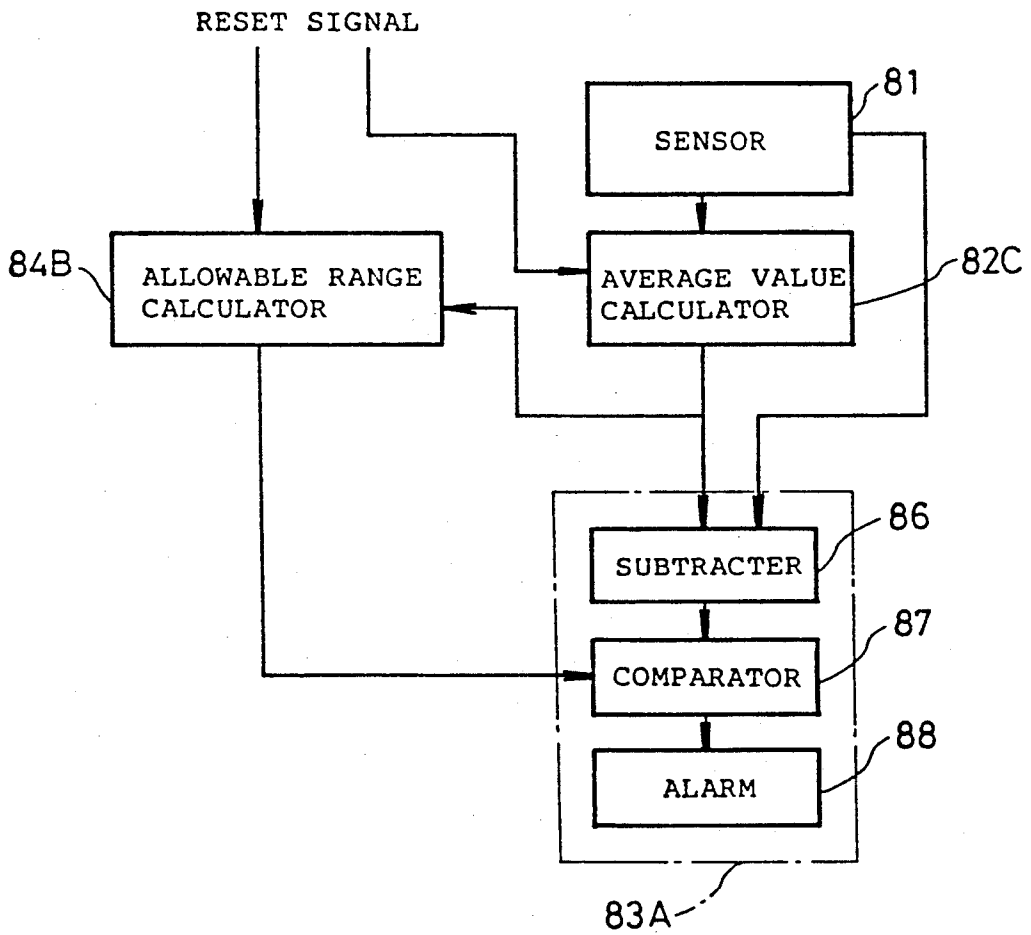 RESET SIGNAL
81
SENSOR
84B
ALLOWABLE RANGE
CALCULATOR
AVERAGE VALUE
CALCULATOR
82C
86
SUBTRACTER
87
COMPARATOR
88
ALARM
83A